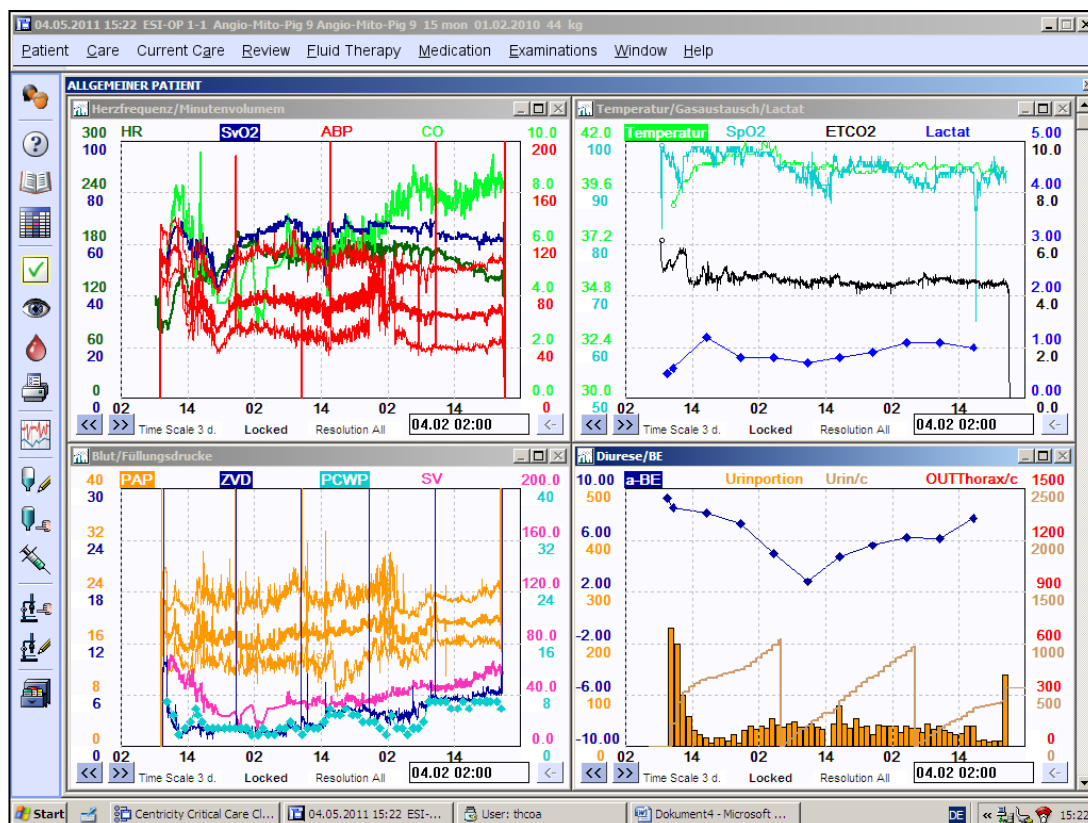 04.05.2011 15:22 ESI-OP 1-1 Angio-Mito-Pig 9 Angio-Mito-Pig 9 15 mon 01.02.2010 44 kg
Patient Care Current Care Review Fluid Therapy Medication Examinations Window Help
ALLGEMEINER PATIENT
Herzfrequenz/Minutenvolumem
300 HR SvO2 ABP CO 10.0
100 200
240 8.0
80 160
180 6.0
60 120
120 4.0
40 80
60 2.0
20 40
0 0.0
0 02 14 02 14 02 14 0
<< >> Time Scale 3 d. Locked Resolution All 04.02 02:00 <-
Temperatur/Gasaustausch/Lactat
42.0 Temperatur SpO2 ETCO2 Lactat 5.00
100 10.0
39.6 4.00
90 8.0
37.2 3.00
80 6.0
34.8 2.00
70 4.0
32.4 1.00
60 2.0
30.0 0.00
50 02 14 02 14 02 14 0.0
<< >> Time Scale 3 d. Locked Resolution All 04.02 02:00 <-
Blut/Füllungsdrucke
40 PAP ZVD PCWP SV 200.0
30 40
32 160.0
24 32
24 120.0
18 24
16 80.0
12 16
8 40.0
6 8
0 0.0
0 02 14 02 14 02 14 0
<< >> Time Scale 3 d. Locked Resolution All 04.02 02:00 <-
Diurese/BE
10.00 a-BE Urinportion Urin/c OUTThorax/c 1500
500 2500
6.00 1200
400 2000
2.00 900
300 1500
-2.00 600
200 1000
-6.00 300
100 500
-10.00 0
0 02 14 02 14 02 14 0
<< >> Time Scale 3 d. Locked Resolution All 04.02 02:00 <-
Start Centricity Critical Care Cl... 04.05.2011 15:22 ESI-... User: thcoa Dokument4 - Microsoft ... DE « 15:22